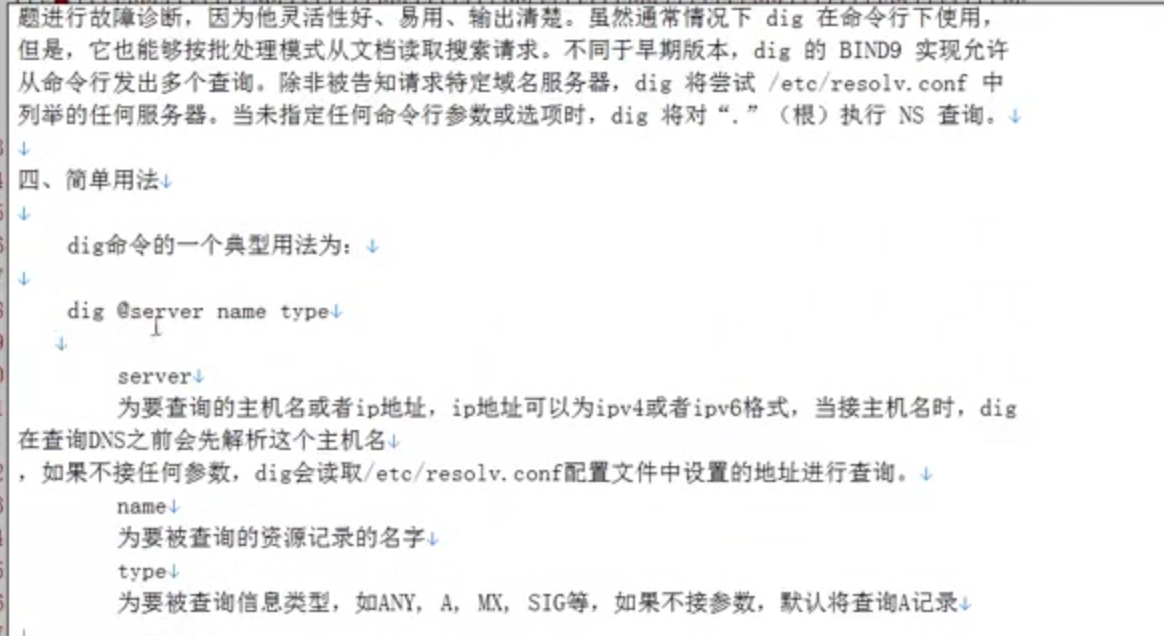 题进行故障诊断，因为他灵活性好、易用、输出清楚。虽然通常情况下 dig 在命令行下使用，
但是，它也能够按批处理模式从文档读取搜索请求。不同于早期版本，dig 的 BIND9 实现允许
从命令行发出多个查询。除非被告知请求特定域名服务器，dig 将尝试 /etc/resolv.conf 中
列举的任何服务器。当未指定任何命令行参数或选项时，dig 将对“.”（根）执行 NS 查询。↓
↓
四、简单用法↓
↓
dig命令的一个典型用法为：↓
↓
dig @server name type↓
↓
server↓
为要查询的主机名或者ip地址，ip地址可以为ipv4或者ipv6格式，当接主机名时，dig
在查询DNS之前会先解析这个主机名↓
，如果不接任何参数，dig会读取/etc/resolv.conf配置文件中设置的地址进行查询。↓
name↓
为要被查询的资源记录的名字↓
type↓
为要被查询信息类型，如ANY, A, MX, SIG等，如果不接参数，默认将查询A记录↓